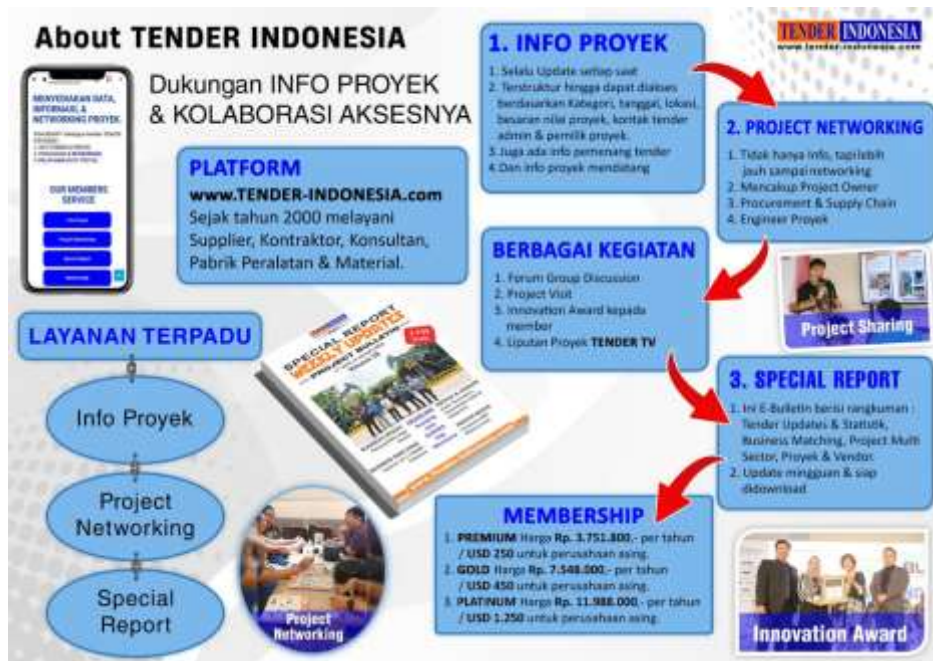 About TENDER INDONESIA
Dukungan INFO PROYEK
& KOLABORASI AKSESNYA
MENYEDIAKAN DATA,
INFORMASI, &
NETWORKING PROYEK
OUR MEMBERS
SERVICE
PLATFORM
www.TENDER-INDONESIA.com
Sejak tahun 2000 melayani
Supplier, Kontraktor, Konsultan,
Pabrik Peralatan & Material.
LAYANAN TERPADU
Info Proyek
Project
Networking
Special
Report
SPECIAL REPORT
WEEKLY UPDATES
PROJECT BULLETIN
Project
Networking
1. INFO PROYEK
1. Selalu Update setiap saat
2. Terstruktur hingga dapat diakses
berdasarkan Kategori, tanggal, lokasi,
besaran nilai proyek, kontak tender
admin & pemilik proyek.
3. Juga ada info pemenang tender
4. Dan info proyek mendatang
TENDER INDONESIA
www.tender-indonesia.com
2. PROJECT NETWORKING
1. Tidak hanya Info, tapi lebih
jauh sampai networking
2. Mencakup Project Owner
3. Procurement & Supply Chain
4. Engineer Proyek
BERBAGAI KEGIATAN
1. Forum Group Discussion
2. Project Visit
3. Innovation Award kepada
member
4. Liputan Proyek TENDER TV
Project Sharing
3. SPECIAL REPORT
1. Ini E-Bulletin berisi rangkuman :
Tender Updates & Statistik,
Business Matching, Project Multi
Sector, Proyek & Vendor.
2. Update mingguan & siap
didownload
MEMBERSHIP
1. PREMIUM Harga Rp. 3.751.800,- per tahun
/ USD 250 untuk perusahaan asing.
2. GOLD Harga Rp. 7.548.000,- per tahun
/ USD 450 untuk perusahaan asing.
3. PLATINUM Harga Rp. 11.988.000,- per tahun
/ USD 1.250 untuk perusahaan asing.
Innovation Award